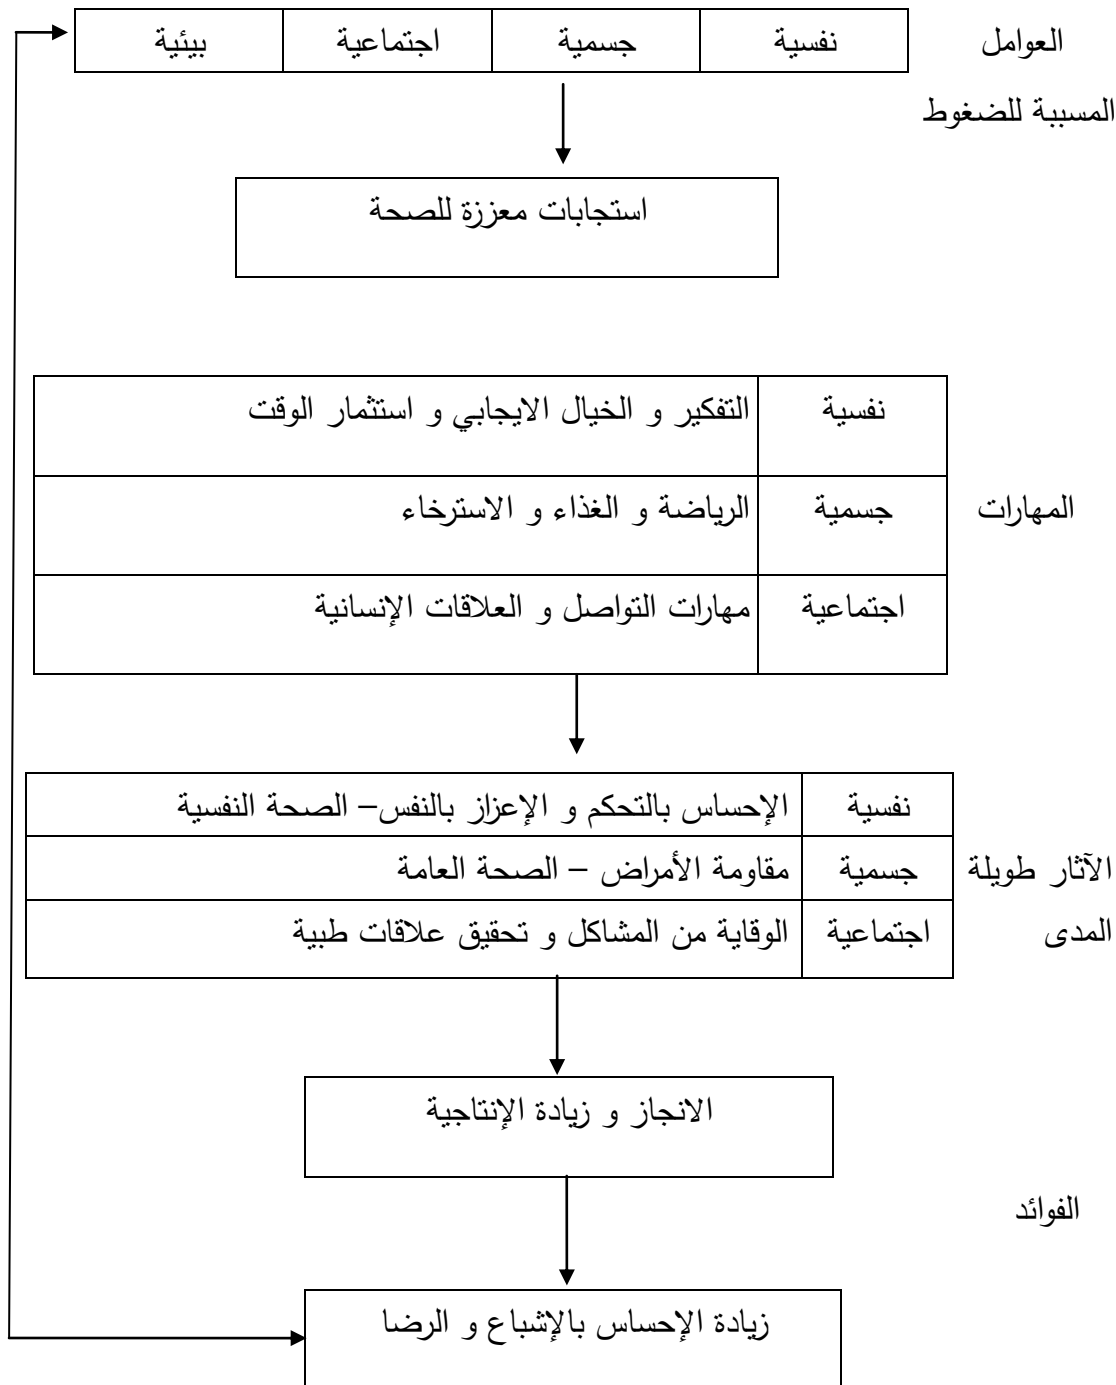 العوامل
نفسية
جسمية
اجتماعية
بيئية
المسببة للضغوط
استجابات معززة للصحة
نفسية
التفكير و الخيال الايجابي و استثمار الوقت
المهارات
جسمية
الرياضة و الغذاء و الاسترخاء
اجتماعية
مهارات التواصل و العلاقات الإنسانية
نفسية
الإحساس بالتحكم و الإعزاز بالنفس– الصحة النفسية
الآثار طويلة
جسمية
مقاومة الأمراض – الصحة العامة
المدى
اجتماعية
الوقاية من المشاكل و تحقيق علاقات طبية
الانجاز و زيادة الإنتاجية
الفوائد
زيادة الإحساس بالإشباع و الرضا